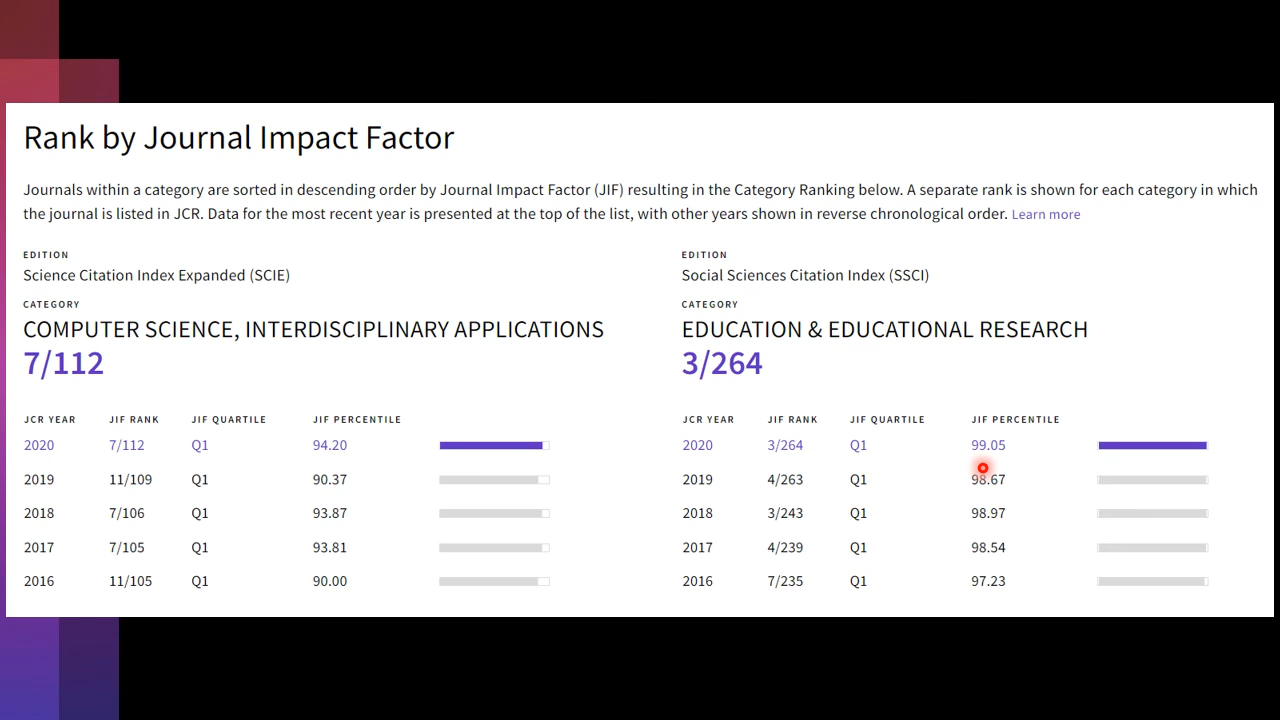 Rank by Journal Impact Factor
Journals within a category are sorted in descending order by Journal Impact Factor (JIF) resulting in the Category Ranking below. A separate rank is shown for each category in which
the journal is listed in JCR. Data for the most recent year is presented at the top of the list, with other years shown in reverse chronological order. Learn more
EDITION
Science Citation Index Expanded (SCIE)
CATEGORY
COMPUTER SCIENCE, INTERDISCIPLINARY APPLICATIONS
7/112
JCR YEAR JIF RANK JIF QUARTILE JIF PERCENTILE
2020 7/112 Q1 94.20
2019 11/109 Q1 90.37
2018 7/106 Q1 93.87
2017 7/105 Q1 93.81
2016 11/105 Q1 90.00
EDITION
Social Sciences Citation Index (SSCI)
CATEGORY
EDUCATION & EDUCATIONAL RESEARCH
3/264
JCR YEAR JIF RANK JIF QUARTILE JIF PERCENTILE
2020 3/264 Q1 99.05
2019 4/263 Q1 98.67
2018 3/243 Q1 98.97
2017 4/239 Q1 98.54
2016 7/235 Q1 97.23